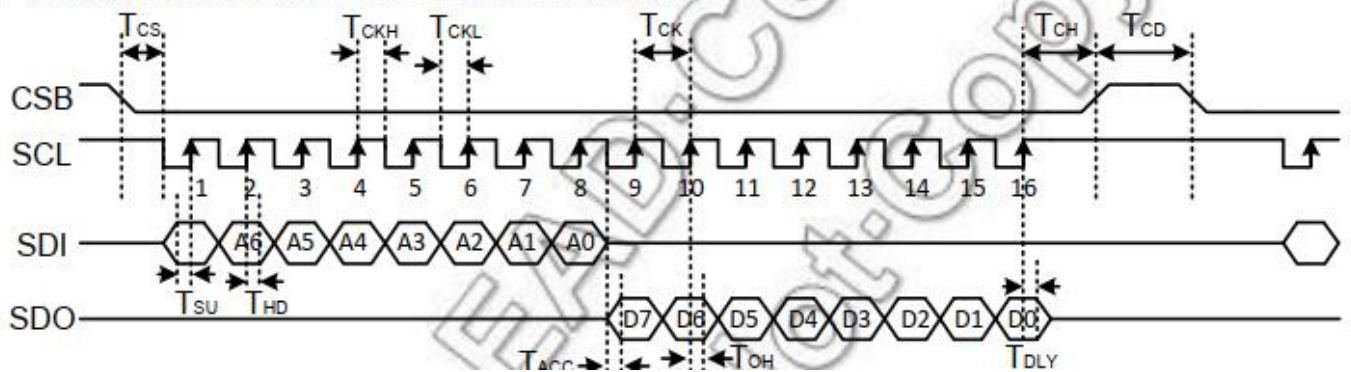 TCS TCKH TCKL TCK TCH TCD
CSB
SCL
1 2 3 4 5 6 7 8 9 10 11 12 13 14 15 16
SDI A6 A5 A4 A3 A2 A1 A0
TSU THD
SDO D7 D6 D5 D4 D3 D2 D1 D0
TACC TOH TDLY